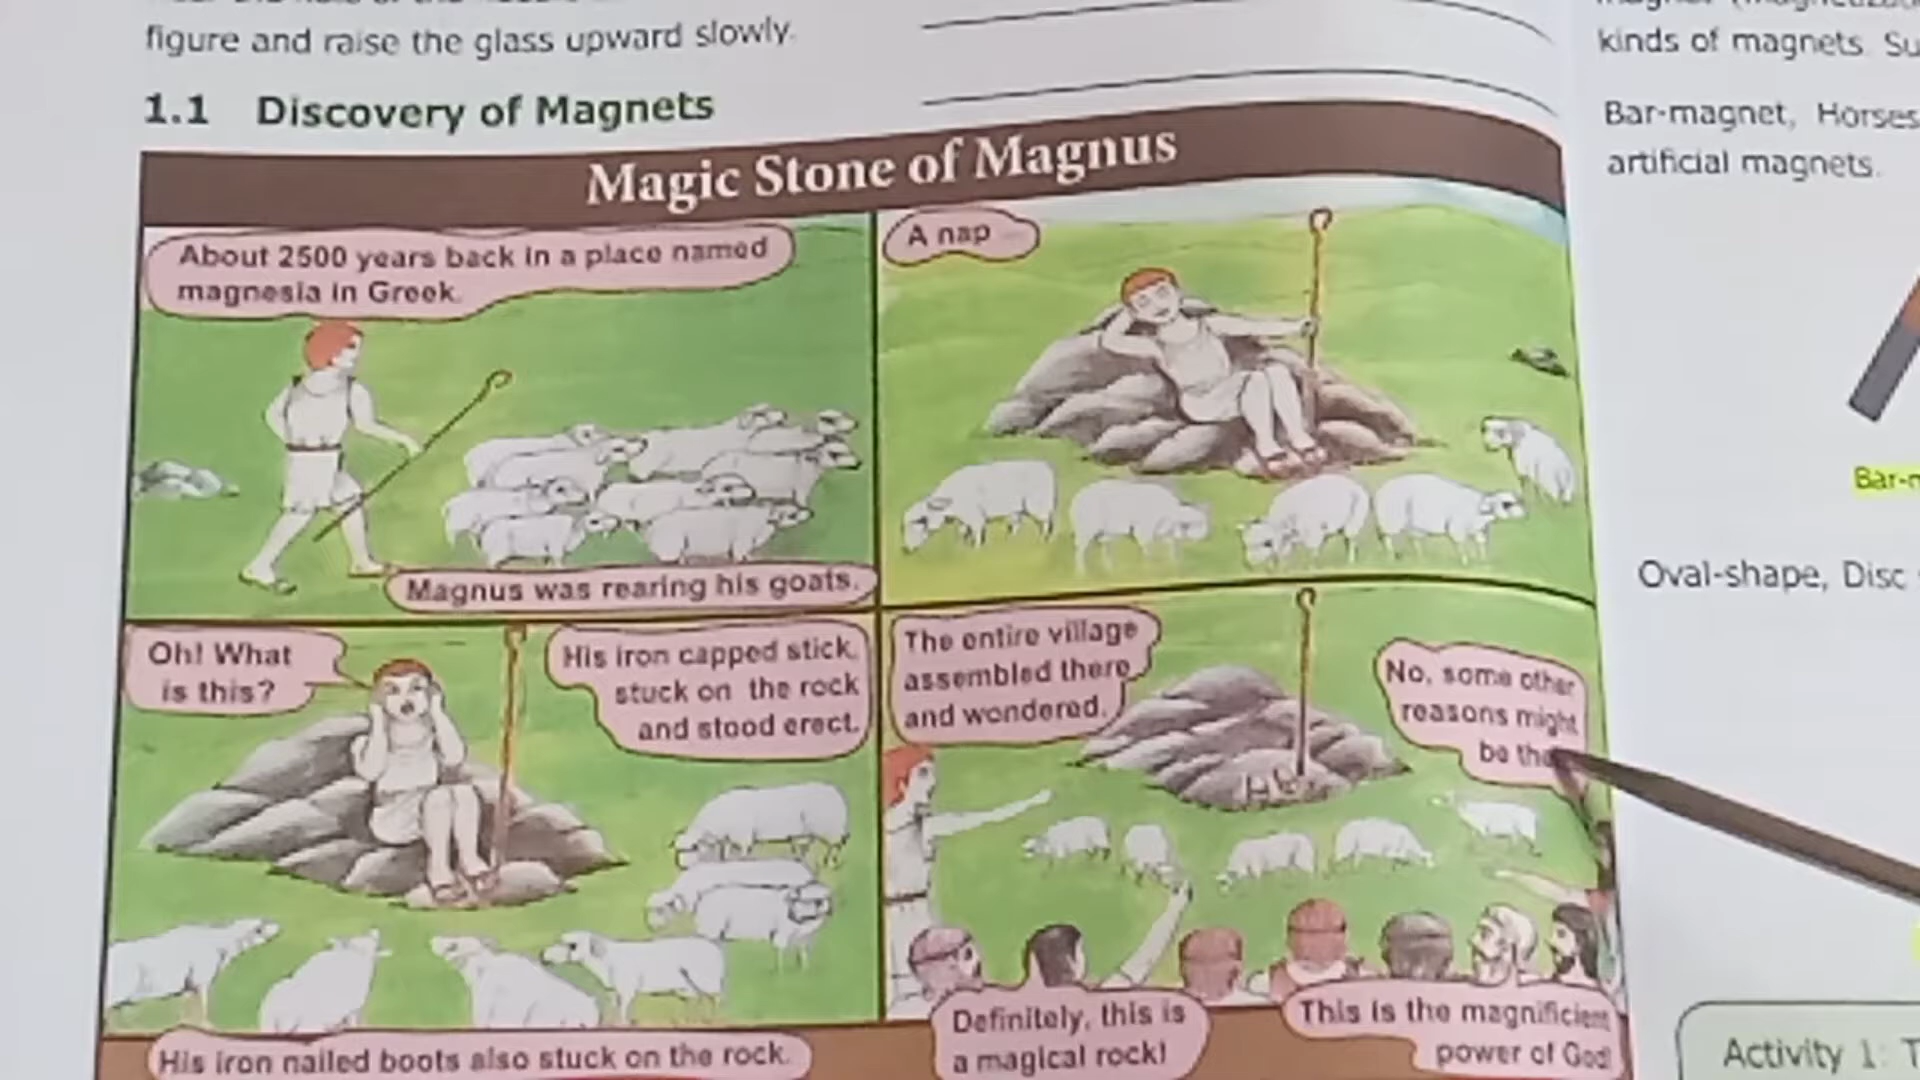 figure and raise the glass upward slowly.
1.1 Discovery of Magnets
Magic Stone of Magnus
About 2500 years back in a place named
magnesia in Greek.
Magnus was rearing his goats.
A nap
Oh! What
is this?
His iron capped stick,
stuck on the rock
and stood erect.
His iron nailed boots also stuck on the rock.
The entire village
assembled there
and wondered.
No, some other
reasons might
be
Definitely, this is
a magical rock!
This is the magnificient
power of God
kinds of magnets.
Bar-magnet,
artificial magnets.
Oval-shape, Disc
Activity 1: